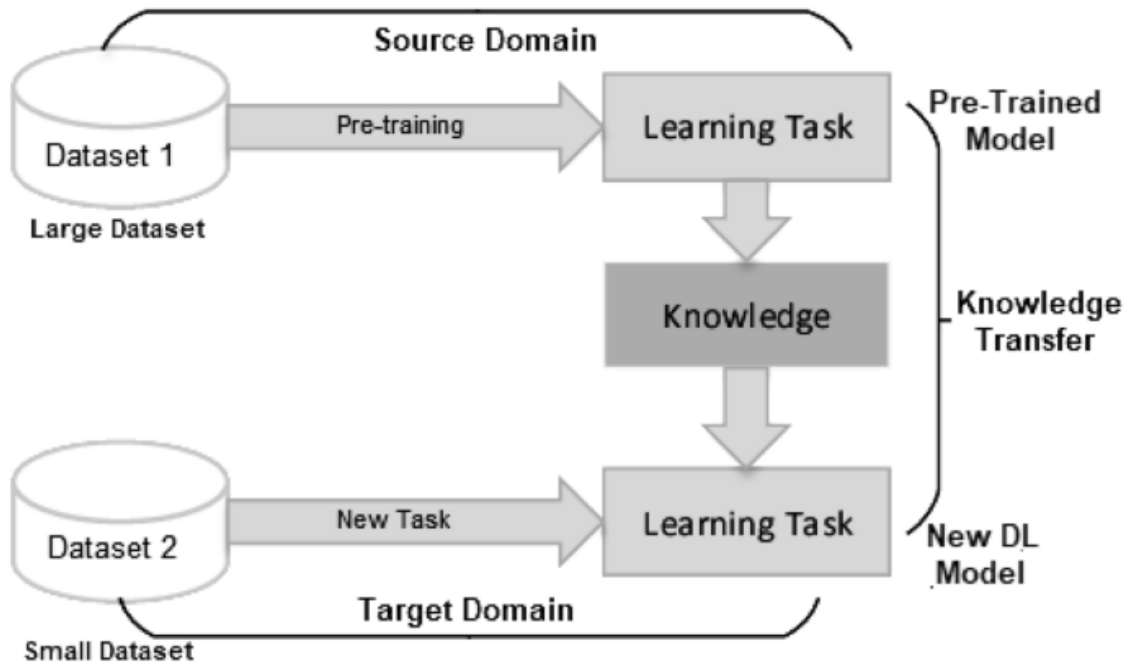 Source Domain
Dataset 1
Pre-training
Learning Task
Pre-Trained
Model
Large Dataset
Knowledge
Knowledge
Transfer
Dataset 2
New Task
Learning Task
New DL
Model
Target Domain
Small Dataset